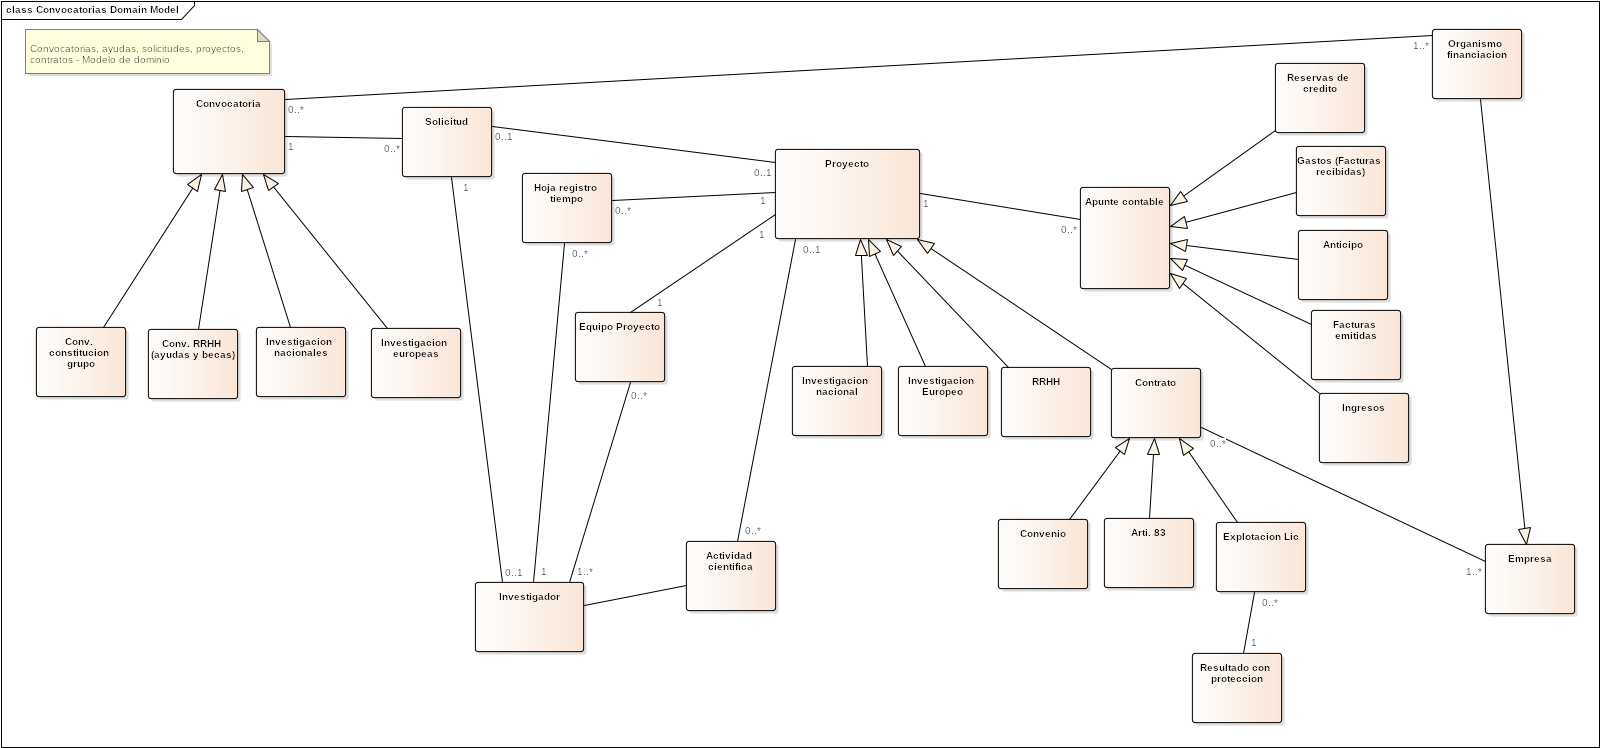 class Convocatorias Domain Model
Convocatorias, ayudas, solicitudes, proyectos,
contratos - Modelo de dominio
Organismo
financiacion
1..*
Reservas de
credito
Convocatoria
0..*
1
Solicitud
0..*
0..1
1
Proyecto
0..1
1
1
0..1
1
Gastos (Facturas
recibidas)
Hoja registro
tiempo
0..*
0..*
Apunte contable
0..*
Anticipo
Facturas
emitidas
Ingresos
Conv.
constitucion
grupo
Conv. RRHH
(ayudas y becas)
Investigacion
nacionales
Investigacion
europeas
1
Equipo Proyecto
0..*
Investigacion
nacional
Investigacion
Europeo
RRHH
Contrato
0..*
Convenio
Arti. 83
Explotacion Lic
0..*
Empresa
1..*
0..*
Actividad
cientifica
0..1
1
1..*
Investigador
1
Resultado con
proteccion